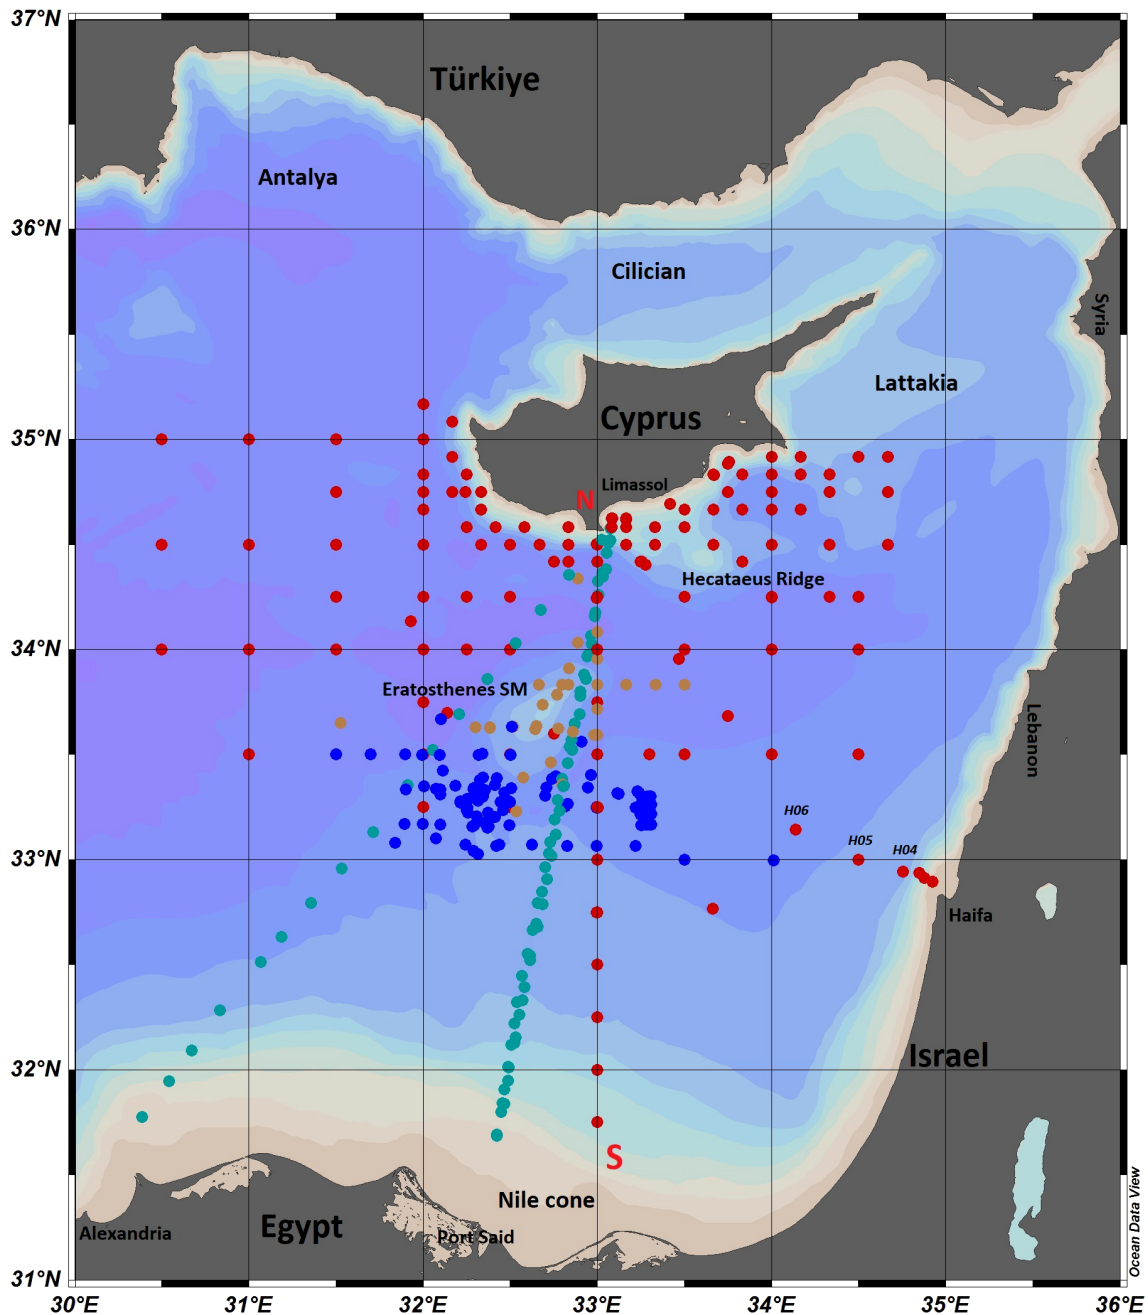 37°N
Türkiye
Antalya
36°N
Cilician
Syria
Lattakia
Cyprus
35°N
N
Limassol
Hecataeus Ridge
34°N
Eratosthenes SM
Lebanon
H06
H05
H04
33°N
Haifa
Israel
32°N
S
Nile cone
Egypt
Alexandria
Port Said
Ocean Data View
31°N
30°E
31°E
32°E
33°E
34°E
35°E
36°E